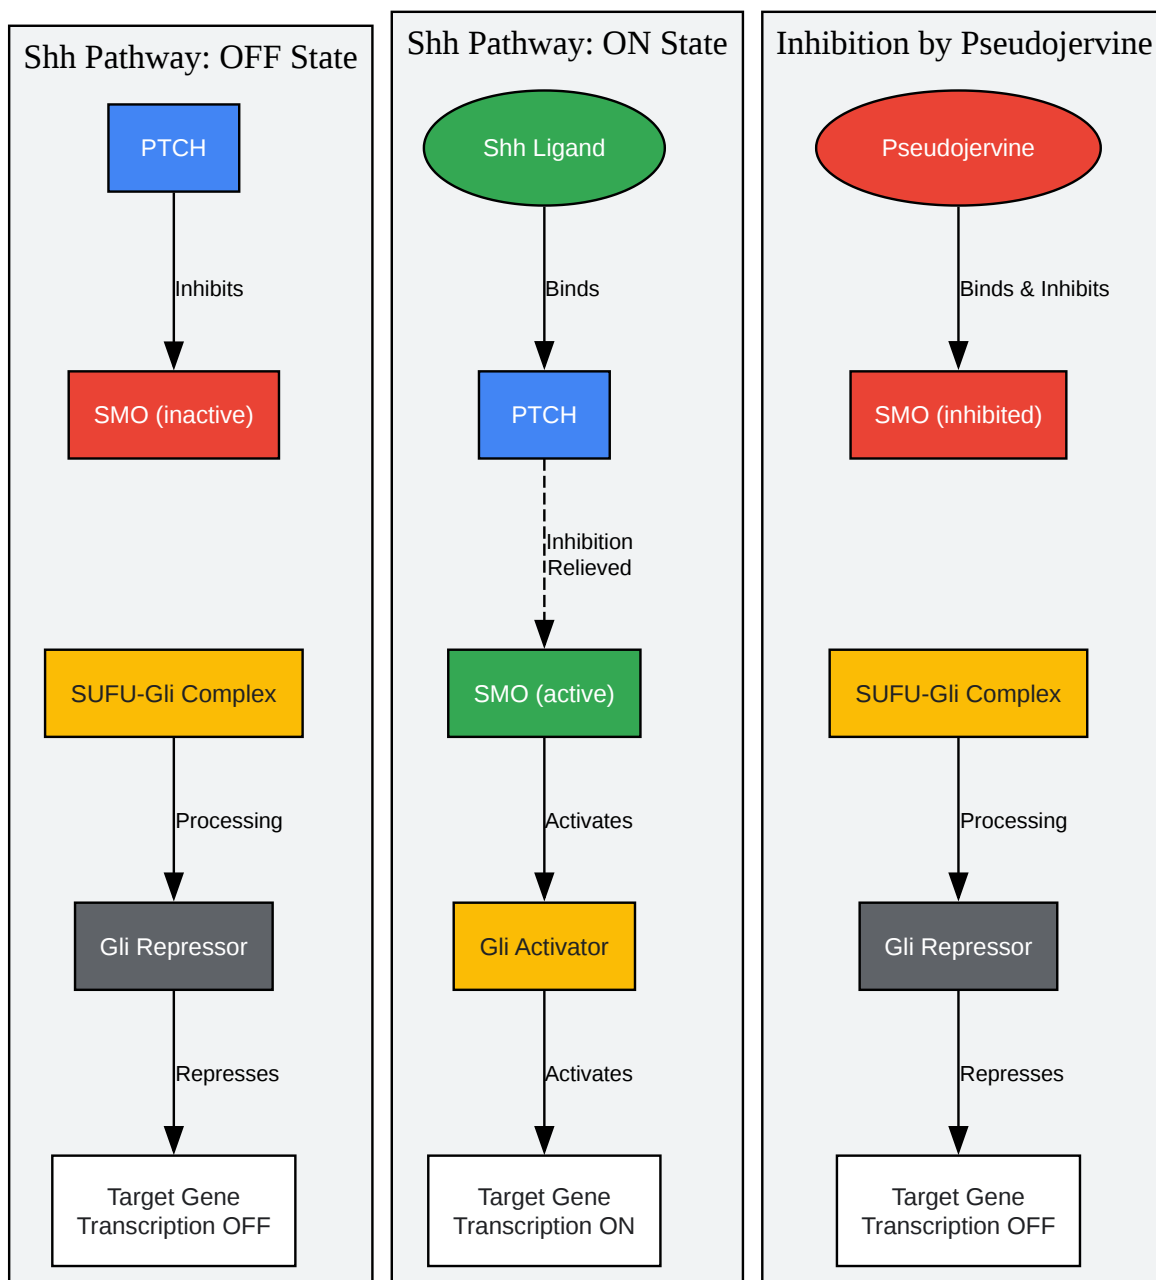 Shh Pathway: OFF State
PTCH
Inhibits
SMO (inactive)
SUFU-Gli Complex
Processing
Gli Repressor
Represses
Target Gene
Transcription OFF
Shh Pathway: ON State
Shh Ligand
Binds
PTCH
Inhibition
Relieved
SMO (active)
Activates
Gli Activator
Activates
Target Gene
Transcription ON
Inhibition by Pseudojervine
Pseudojervine
Binds & Inhibits
SMO (inhibited)
SUFU-Gli Complex
Processing
Gli Repressor
Represses
Target Gene
Transcription OFF